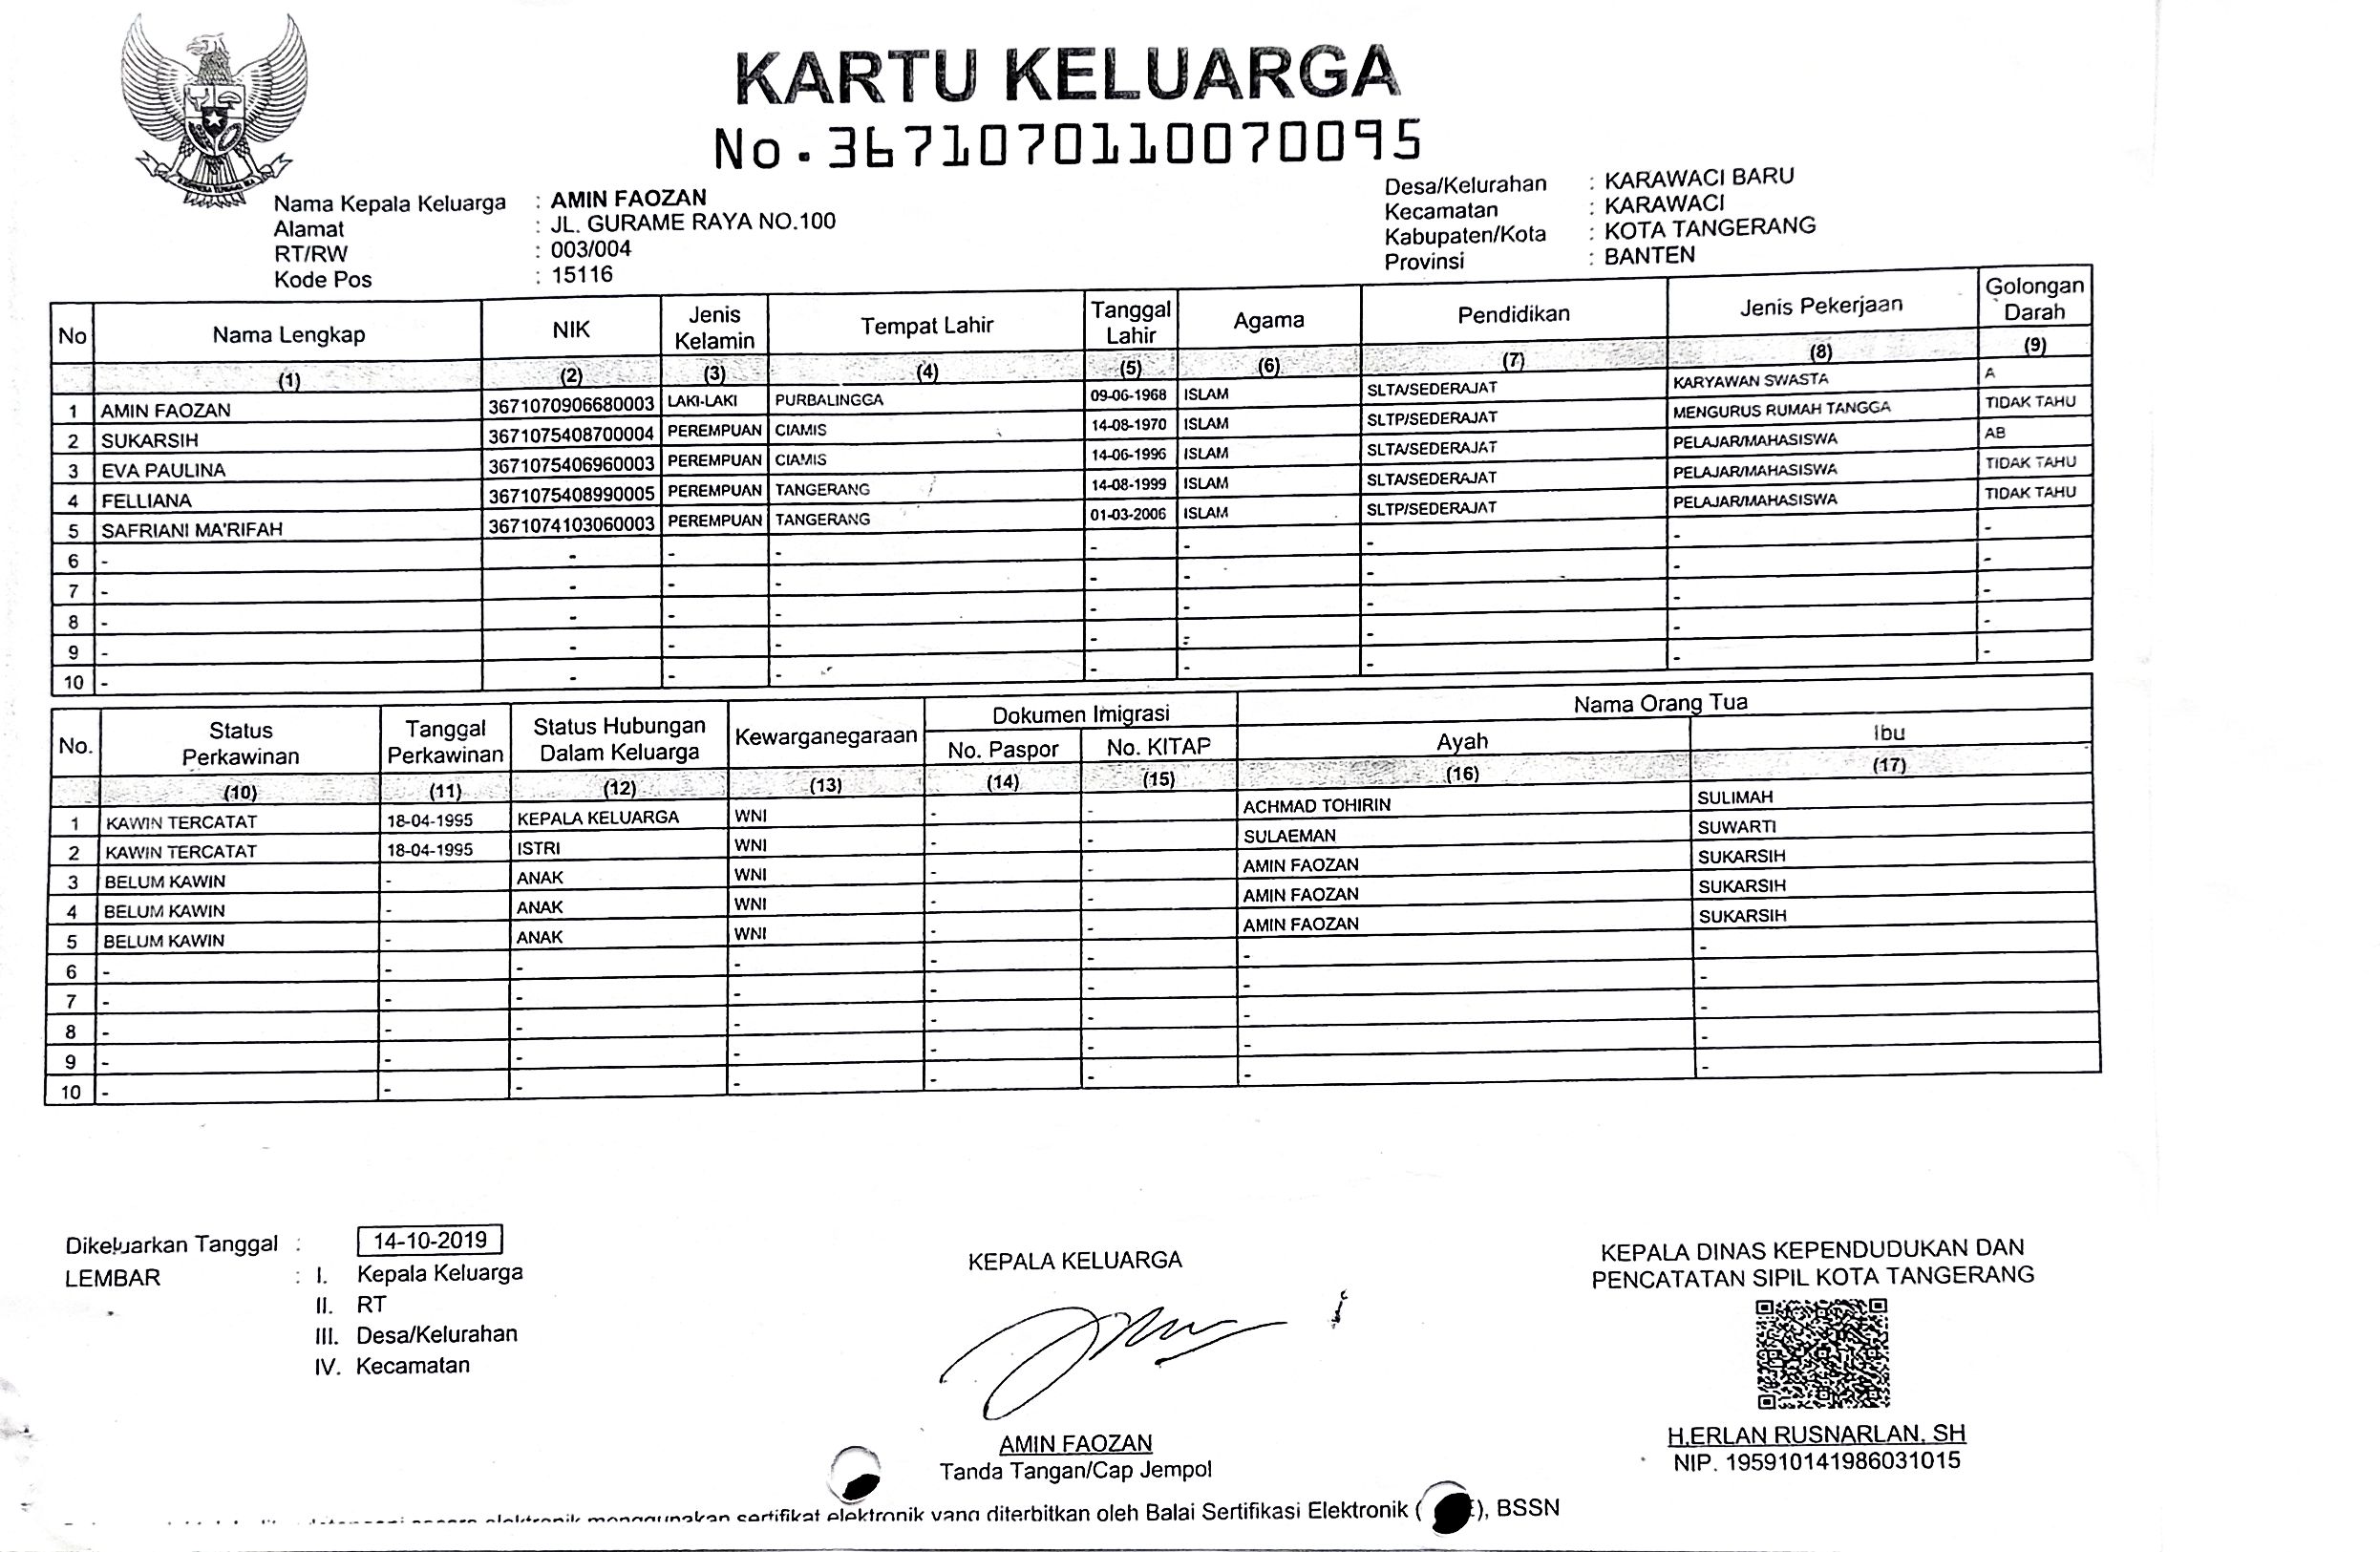 KARTU KELUARGA
No. 3671070110070095
Nama Kepala Keluarga : AMIN FAOZAN
Alamat : JL. GURAME RAYA NO.100
RT/RW : 003/004
Kode Pos : 15116
Desa/Kelurahan : KARAWACI BARU
Kecamatan : KARAWACI
Kabupaten/Kota : KOTA TANGERANG
Provinsi : BANTEN
No Nama Lengkap NIK Jenis Kelamin Tempat Lahir Tanggal Lahir Agama Pendidikan Jenis Pekerjaan Golongan Darah
(1) (2) (3) (4) (5) (6) (7) (8) (9)
1 AMIN FAOZAN 3671070906680003 LAKI-LAKI PURBALINGGA 09-06-1968 ISLAM SLTA/SEDERAJAT KARYAWAN SWASTA A
2 SUKARSIH 3671075408700004 PEREMPUAN CIAMIS 14-08-1970 ISLAM SLTP/SEDERAJAT MENGURUS RUMAH TANGGA TIDAK TAHU
3 EVA PAULINA 3671075406960003 PEREMPUAN CIAMIS 14-06-1996 ISLAM SLTA/SEDERAJAT PELAJAR/MAHASISWA AB
4 FELLIANA 3671075408990005 PEREMPUAN TANGERANG 14-08-1999 ISLAM SLTA/SEDERAJAT PELAJAR/MAHASISWA TIDAK TAHU
5 SAFRIANI MA'RIFAH 3671074103060003 PEREMPUAN TANGERANG 01-03-2006 ISLAM SLTP/SEDERAJAT PELAJAR/MAHASISWA TIDAK TAHU
6 - - - - - - - - -
7 - - - - - - - - -
8 - - - - - - - - -
9 - - - - - - - - -
10 - - - - - - - - -
No. Status Perkawinan Tanggal Perkawinan Status Hubungan Dalam Keluarga Kewarganegaraan Dokumen Imigrasi Nama Orang Tua
No. Paspor No. KITAP Ayah Ibu
(10) (11) (12) (13) (14) (15) (16) (17)
1 KAWIN TERCATAT 18-04-1995 KEPALA KELUARGA WNI - - ACHMAD TOHIRIN SULIMAH
2 KAWIN TERCATAT 18-04-1995 ISTRI WNI - - SULAEMAN SUWARTI
3 BELUM KAWIN - ANAK WNI - - AMIN FAOZAN SUKARSIH
4 BELUM KAWIN - ANAK WNI - - AMIN FAOZAN SUKARSIH
5 BELUM KAWIN - ANAK WNI - - AMIN FAOZAN SUKARSIH
6 - - - - - - - -
7 - - - - - - - -
8 - - - - - - - -
9 - - - - - - - -
10 - - - - - - - -
Dikeluarkan Tanggal : 14-10-2019
LEMBAR : I. Kepala Keluarga
II. RT
III. Desa/Kelurahan
IV. Kecamatan
KEPALA KELUARGA
AMIN FAOZAN
Tanda Tangan/Cap Jempol
KEPALA DINAS KEPENDUDUKAN DAN
PENCATATAN SIPIL KOTA TANGERANG
H.ERLAN RUSNARLAN, SH
NIP. 195910141986031015
elektronik menggunakan sertifikat elektronik yang diterbitkan oleh Balai Sertifikasi Elektronik ( ), BSSN